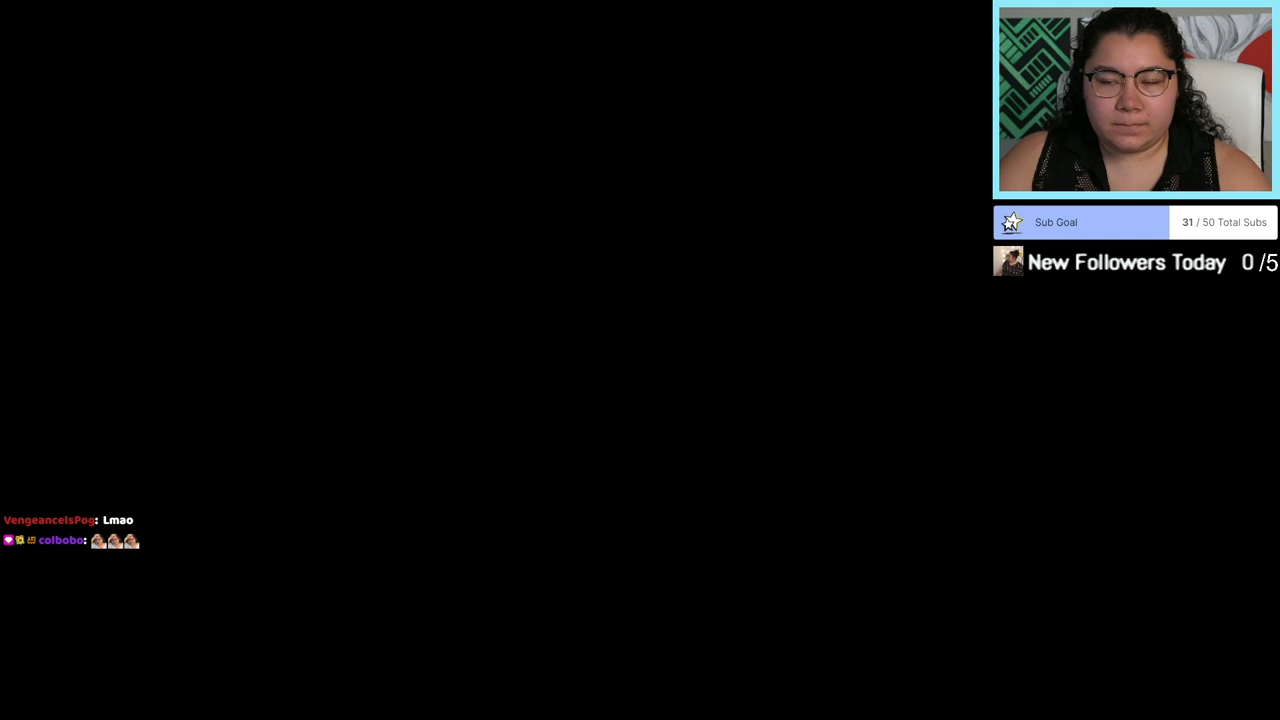 Sub Goal 31 / 50 Total Subs
New Followers Today 0 /5
VengeanceIsPog: Lmao
colbobo: